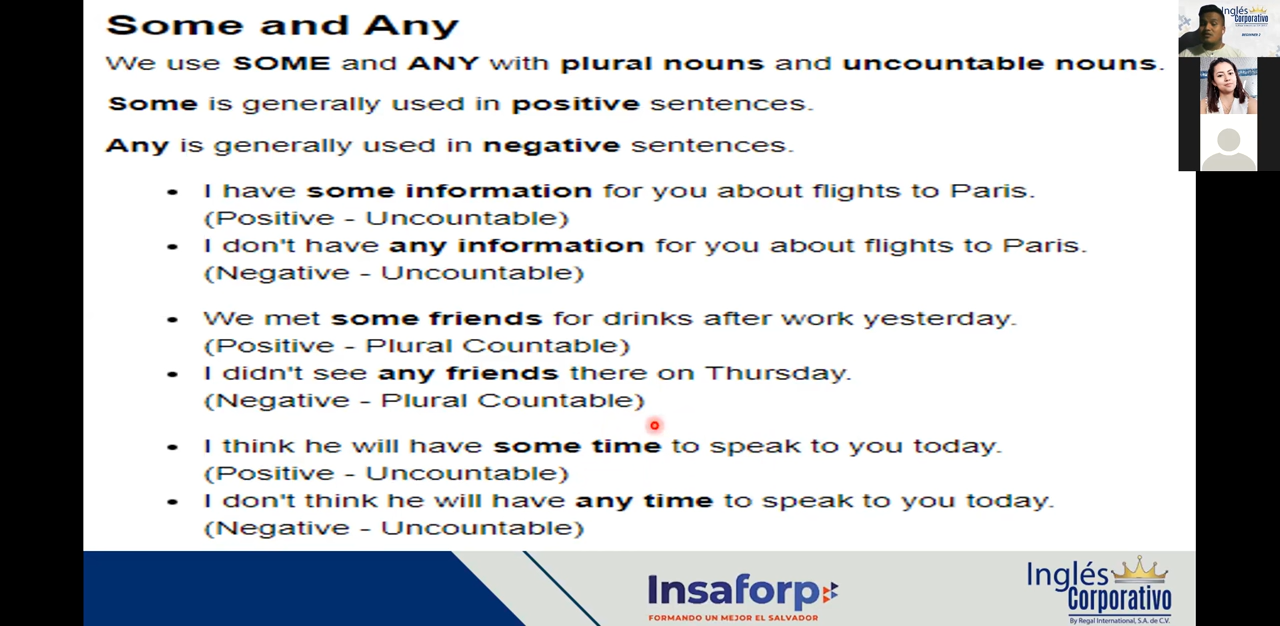 Some and Any
We use SOME and ANY with plural nouns and uncountable nouns.
Some is generally used in positive sentences.
Any is generally used in negative sentences.
• I have some information for you about flights to Paris.
(Positive - Uncountable)
• I don't have any information for you about flights to Paris.
(Negative - Uncountable)
• We met some friends for drinks after work yesterday.
(Positive - Plural Countable)
• I didn't see any friends there on Thursday.
(Negative - Plural Countable)
• I think he will have some time to speak to you today.
(Positive - Uncountable)
• I don't think he will have any time to speak to you today.
(Negative - Uncountable)
Insaforp
FORMANDO UN MEJOR EL SALVADOR
Inglés
Corporativo
By Regal International, S.A. de C.V.
Inglés
Corporativo